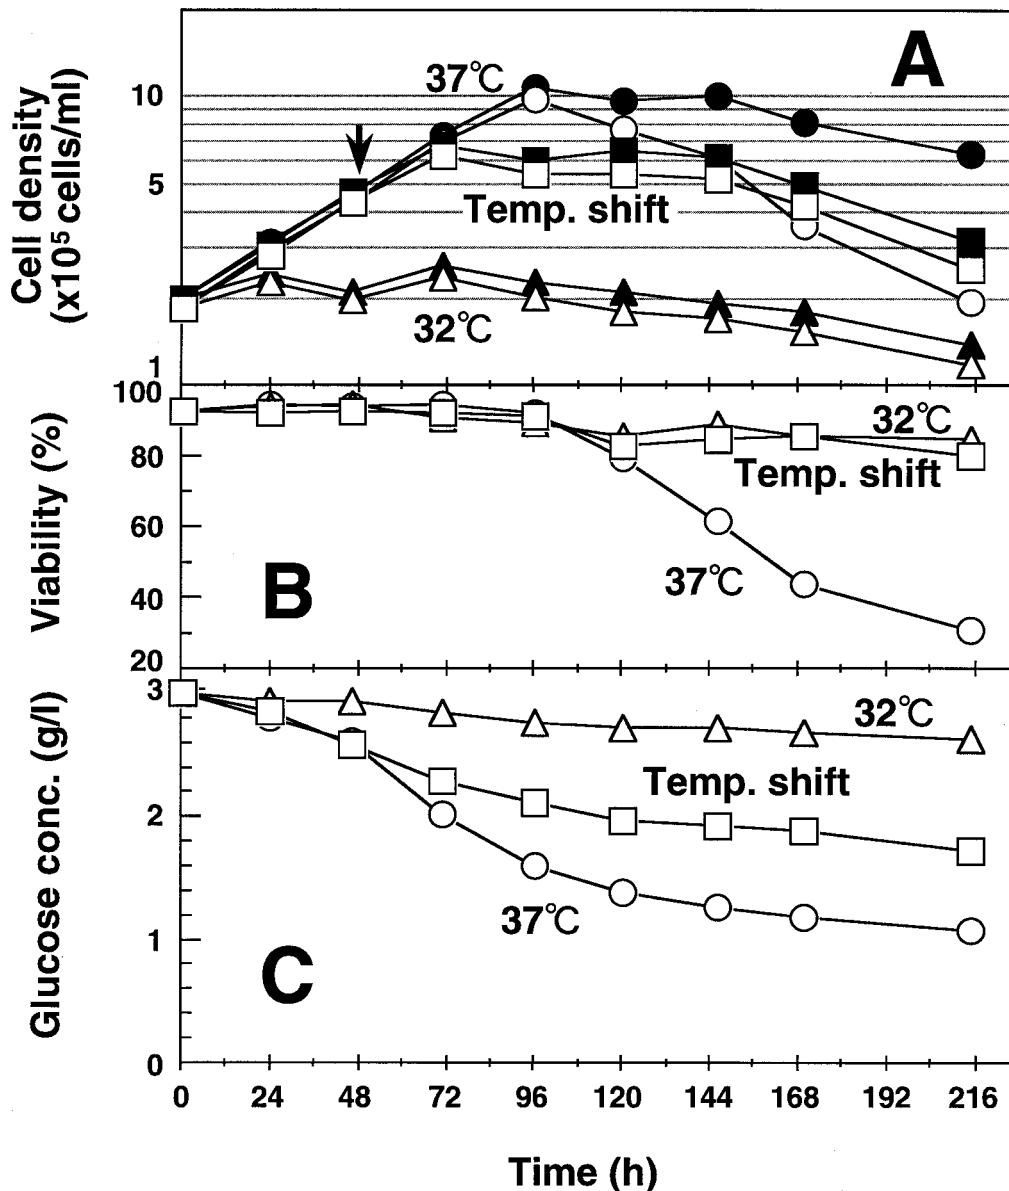 A
Cell density
(x10⁵ cells/ml)
10
5
1
37°C
Temp. shift
32°C
B
Viability (%)
100
80
60
40
20
32°C
Temp. shift
37°C
C
Glucose conc. (g/l)
3
2
1
0
32°C
Temp. shift
37°C
0 24 48 72 96 120 144 168 192 216
Time (h)